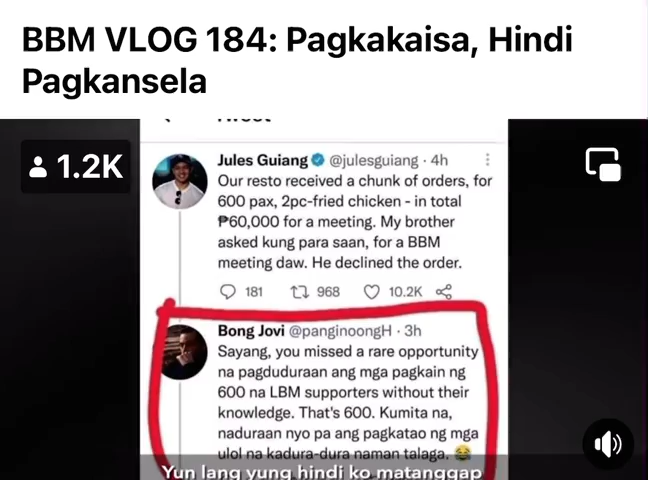 BBM VLOG 184: Pagkakaisa, Hindi
Pagkansela
1.2K
Jules Guiang @julesguiang · 4h
Our resto received a chunk of orders, for
600 pax, 2pc-fried chicken - in total
₱60,000 for a meeting. My brother
asked kung para saan, for a BBM
meeting daw. He declined the order.
181 968 10.2K
Bong Jovi @panginoongH · 3h
Sayang, you missed a rare opportunity
na pagduduraan ang mga pagkain ng
600 na LBM supporters without their
knowledge. That's 600. Kumita na,
naduraan nyo pa ang pagkatao ng mga
ulol na kadura-dura naman talaga. 😂
Yun lang yung hindi ko matanggap